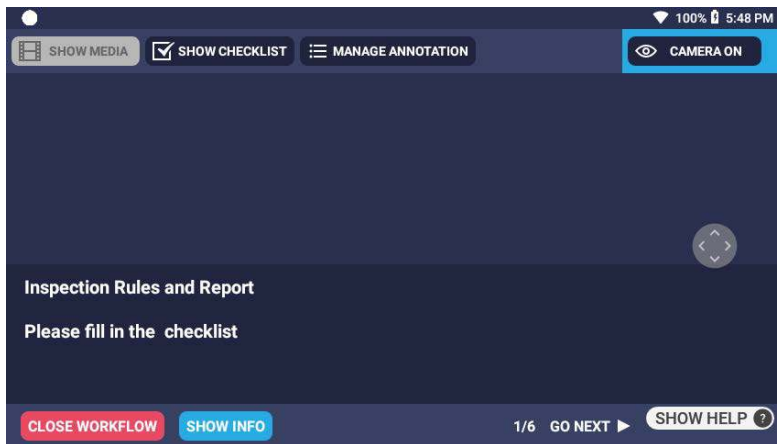 100% 5:48 PM
SHOW MEDIA SHOW CHECKLIST MANAGE ANNOTATION CAMERA ON
Inspection Rules and Report
Please fill in the checklist
CLOSE WORKFLOW SHOW INFO 1/6 GO NEXT SHOW HELP ?